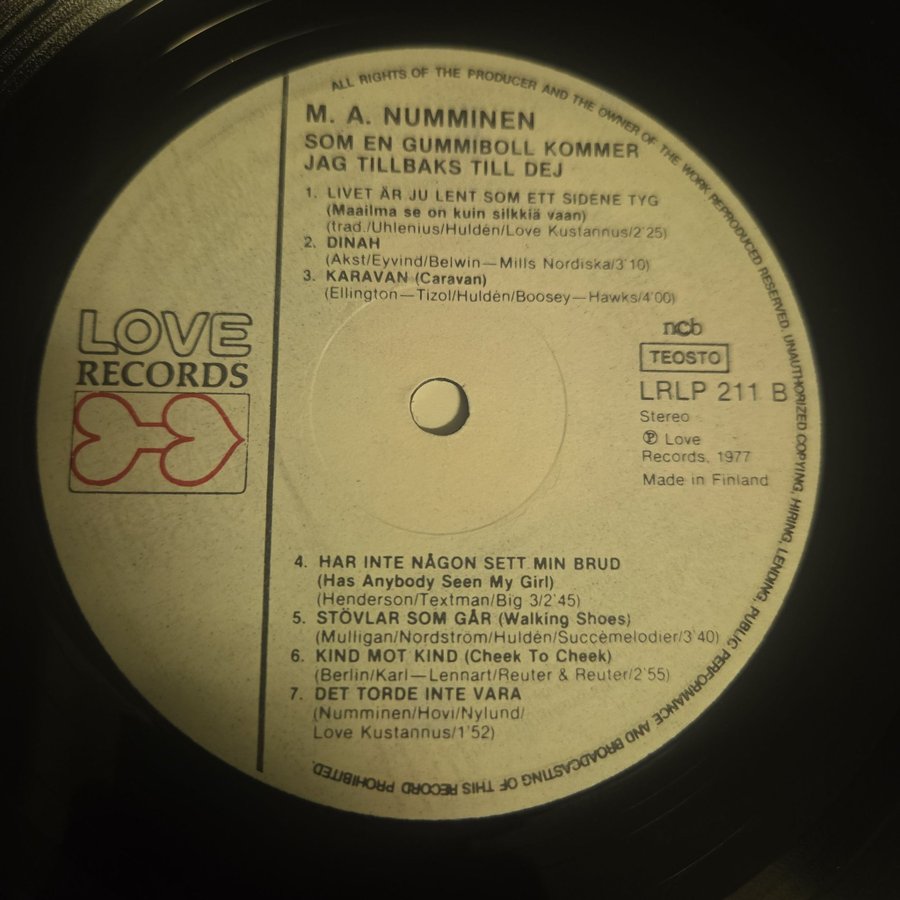 ALL RIGHTS OF THE PRODUCER AND THE OWNER OF THE WORK REPRODUCED RESERVED. UNAUTHORIZED COPYING, HIRING, LENDING, PUBLIC PERFORMANCE AND BROADCASTING OF THIS RECORD PROHIBITED.
M. A. NUMMINEN
SOM EN GUMMIBOLL KOMMER
JAG TILLBAKS TILL DEJ
1. LIVET ÄR JU LENT SOM ETT SIDENE TYG
(Maailma se on kuin silkkiä vaan)
(trad./Uhlenius/Huldén/Love Kustannus/2'25)
2. DINAH
(Akst/Eyvind/Belwin—Mills Nordiska/3'10)
3. KARAVAN (Caravan)
(Ellington—Tizol/Huldén/Boosey—Hawks/4'00)
ncb
TEOSTO
LRLP 211 B
Stereo
Ⓟ Love
Records, 1977
Made in Finland
LOVE
RECORDS
4. HAR INTE NÅGON SETT MIN BRUD
(Has Anybody Seen My Girl)
(Henderson/Textman/Big 3/2'45)
5. STÖVLAR SOM GÅR (Walking Shoes)
(Mulligan/Nordström/Huldén/Succèmelodier/3'40)
6. KIND MOT KIND (Cheek To Cheek)
(Berlin/Karl—Lennart/Reuter & Reuter/2'55)
7. DET TORDE INTE VARA
(Numminen/Hovi/Nylund/
Love Kustannus/1'52)